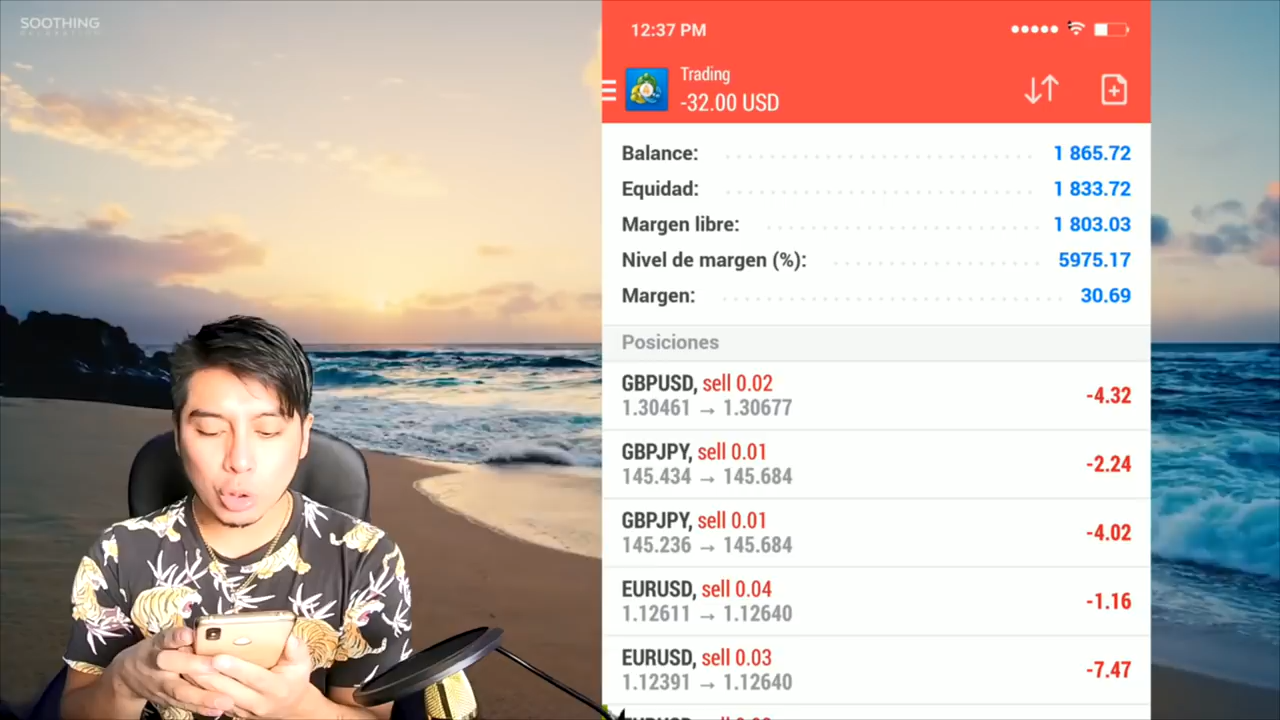 SOOTHING
RELAXATION
12:37 PM
Trading
-32.00 USD
Balance: 1 865.72
Equidad: 1 833.72
Margen libre: 1 803.03
Nivel de margen (%): 5975.17
Margen: 30.69
Posiciones
GBPUSD, sell 0.02
1.30461 → 1.30677 -4.32
GBPJPY, sell 0.01
145.434 → 145.684 -2.24
GBPJPY, sell 0.01
145.236 → 145.684 -4.02
EURUSD, sell 0.04
1.12611 → 1.12640 -1.16
EURUSD, sell 0.03
1.12391 → 1.12640 -7.47